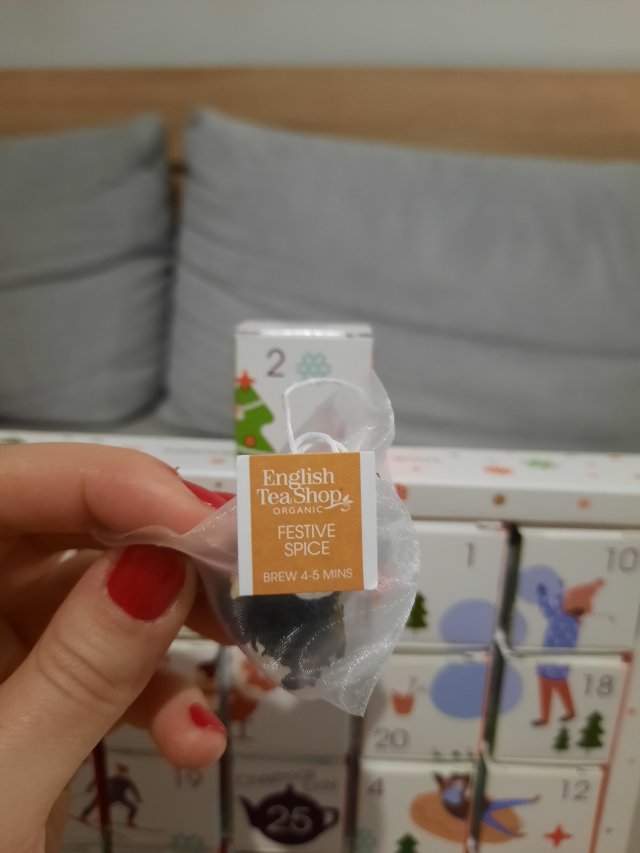 2
English
Tea Shop
ORGANIC
FESTIVE
SPICE
BREW 4-5 MINS
1
10
18
20
19
25
4
12